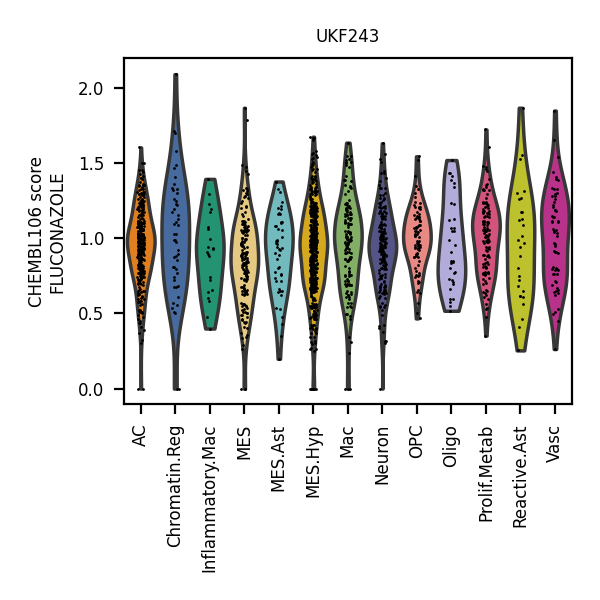 UKF243
CHEMBL106 score
FLUCONAZOLE
2.0
1.5
1.0
0.5
0.0
AC
Chromatin.Reg
Inflammatory.Mac
MES
MES.Ast
MES.Hyp
Mac
Neuron
OPC
Oligo
Prolif.Metab
Reactive.Ast
Vasc